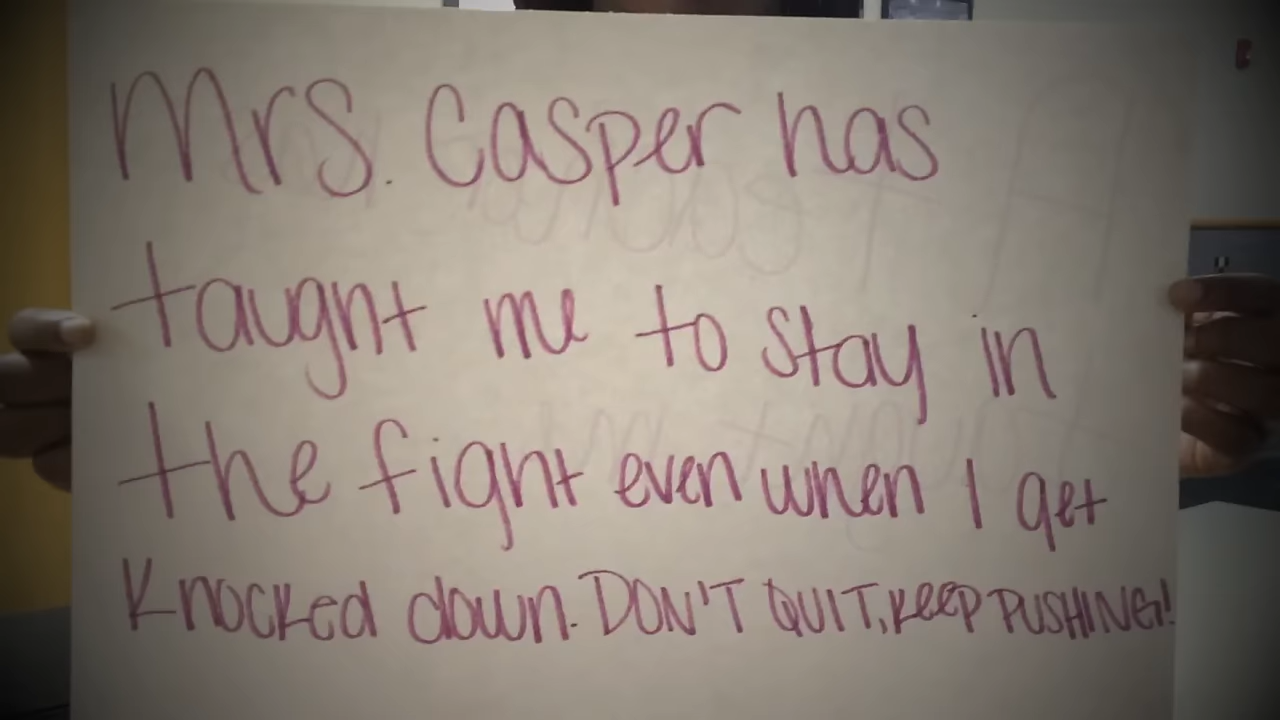 Mrs. Casper has
taught me to stay in
the fight even when I get
Knocked down. DON'T QUIT, KEEP PUSHING!